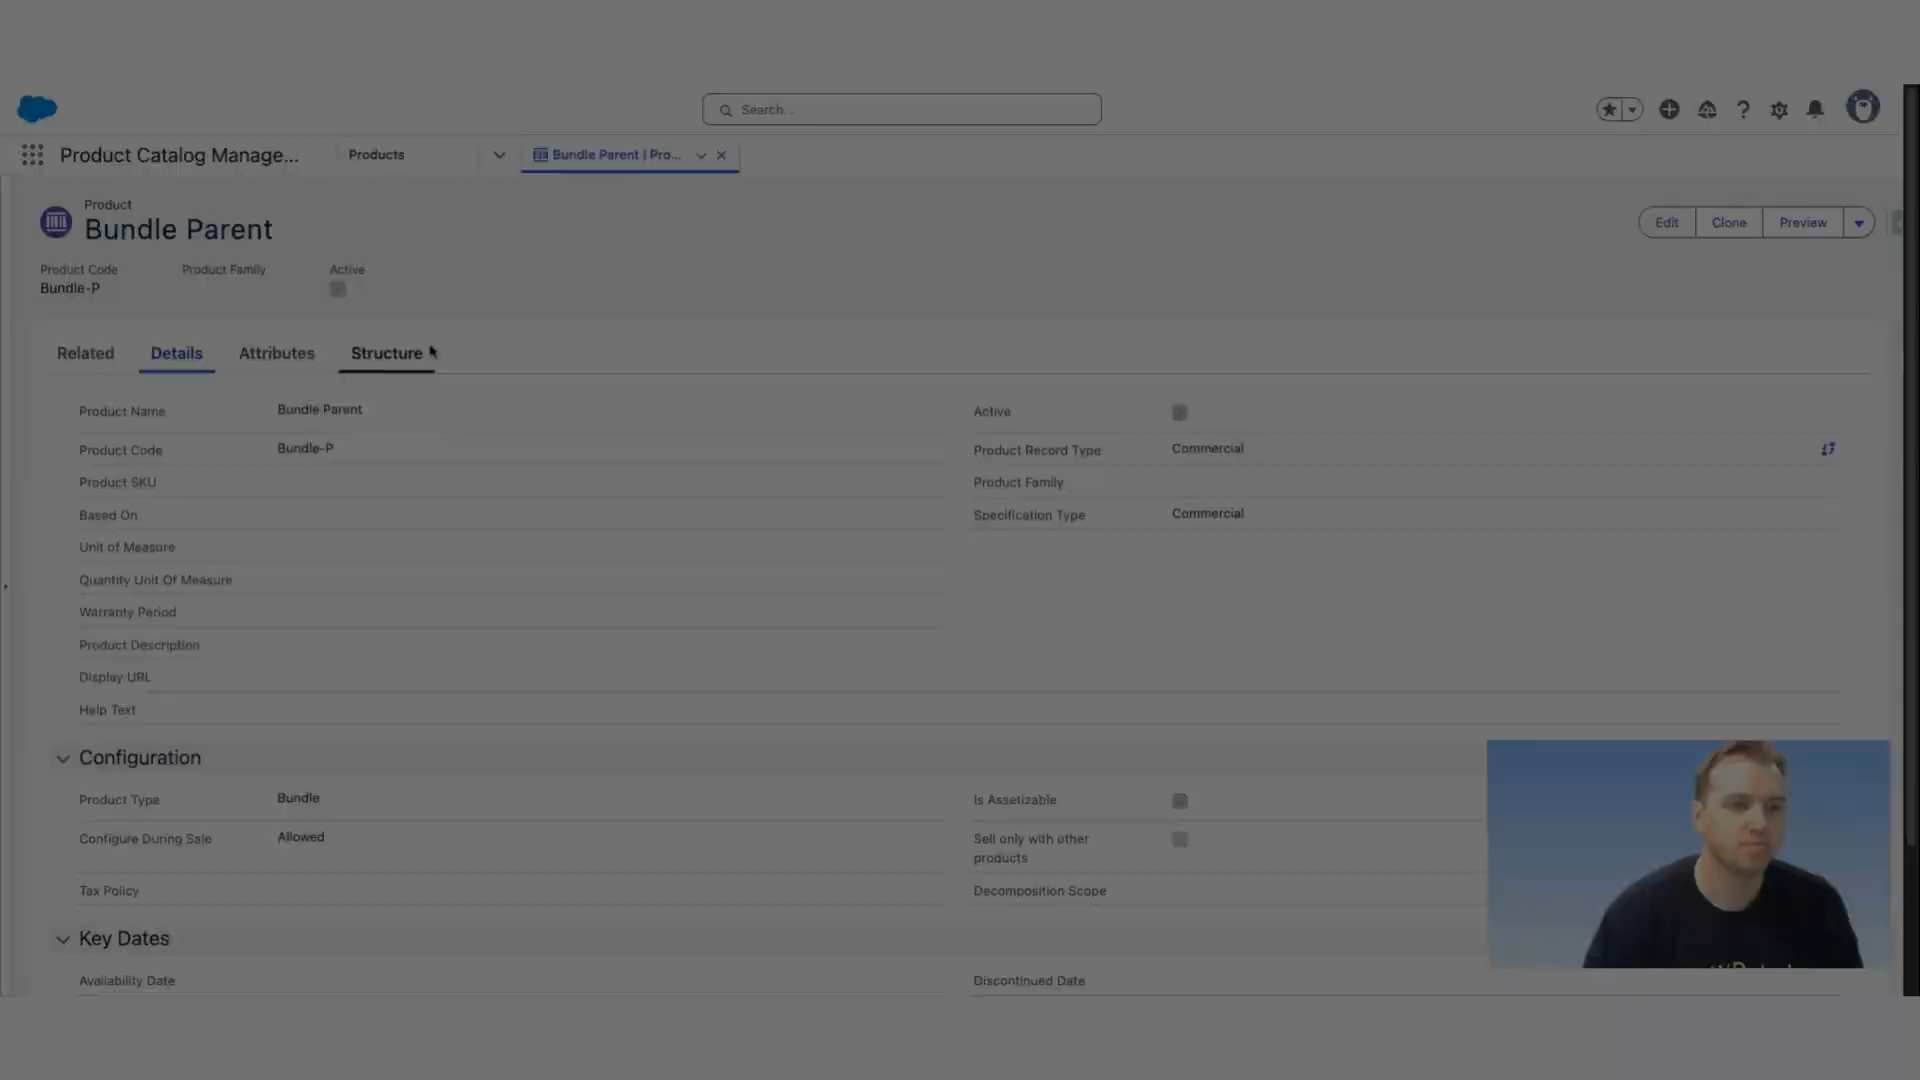 Search...
Product Catalog Manage...
Products
Bundle Parent | Pro...
Product
Bundle Parent
Edit
Clone
Preview
Product Code
Product Family
Active
Bundle-P
Related
Details
Attributes
Structure
Product Name
Bundle Parent
Active
Product Code
Bundle-P
Product Record Type
Commercial
Product SKU
Product Family
Based On
Specification Type
Commercial
Unit of Measure
Quantity Unit Of Measure
Warranty Period
Product Description
Display URL
Help Text
Configuration
Product Type
Bundle
Is Assetizable
Configure During Sale
Allowed
Sell only with other
products
Tax Policy
Decomposition Scope
Key Dates
Availability Date
Discontinued Date